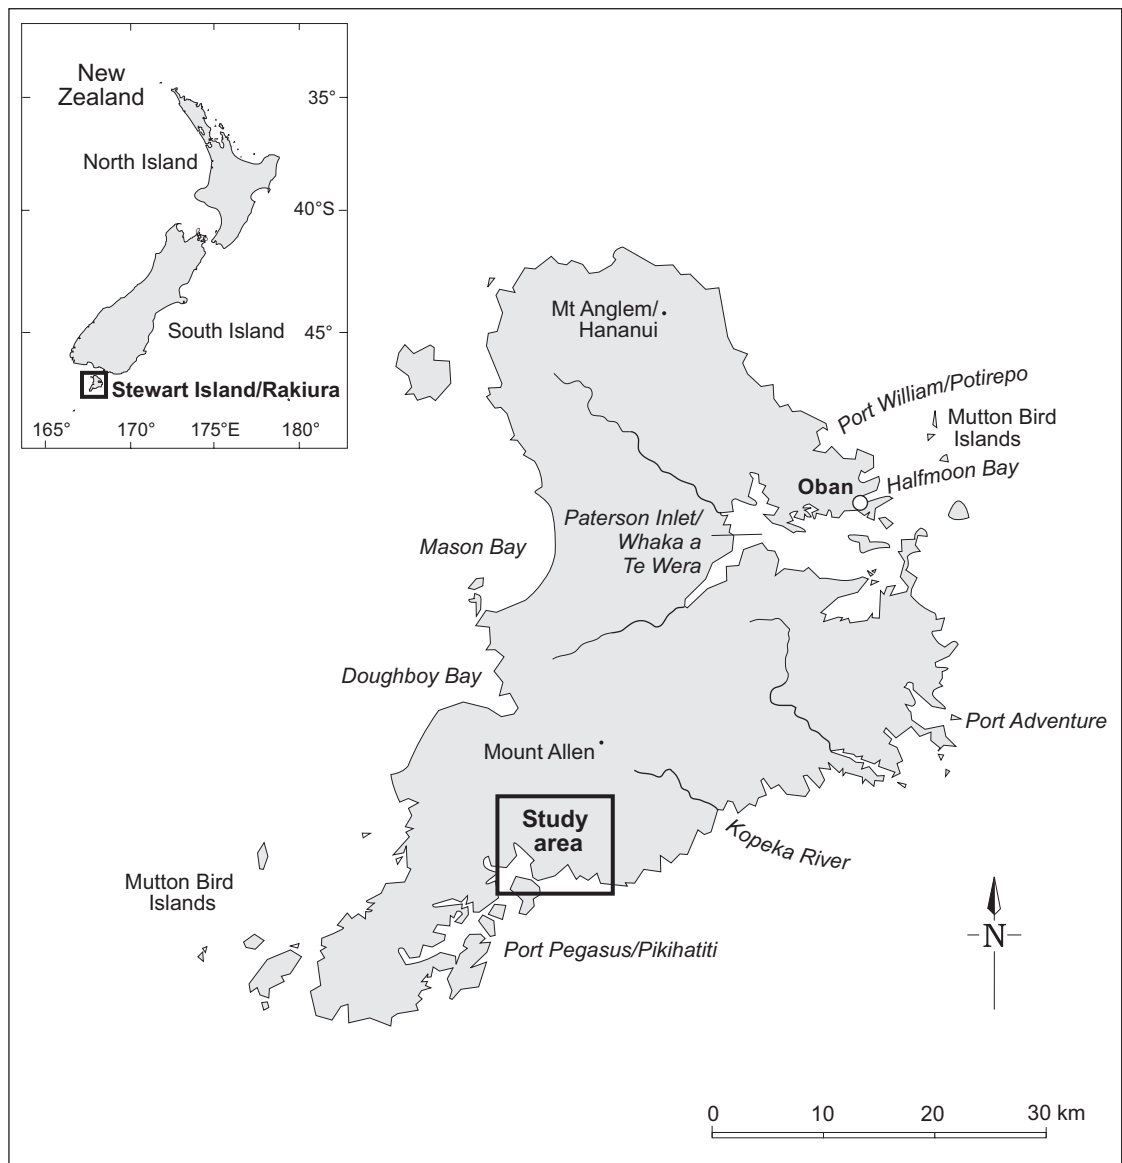 New
Zealand
35°
North Island
40°S
South Island
45°
Stewart Island/Rakiura
165°
170°
175°E
180°
Mt Anglem/
Hananui
Port William/Potirepo
Mutton Bird
Islands
Halfmoon Bay
Oban
Paterson Inlet/
Whaka a
Te Wera
Mason Bay
Doughboy Bay
Port Adventure
Mount Allen
Study
area
Kopeka River
Mutton Bird
Islands
Port Pegasus/Pikihatiti
N
0
10
20
30 km